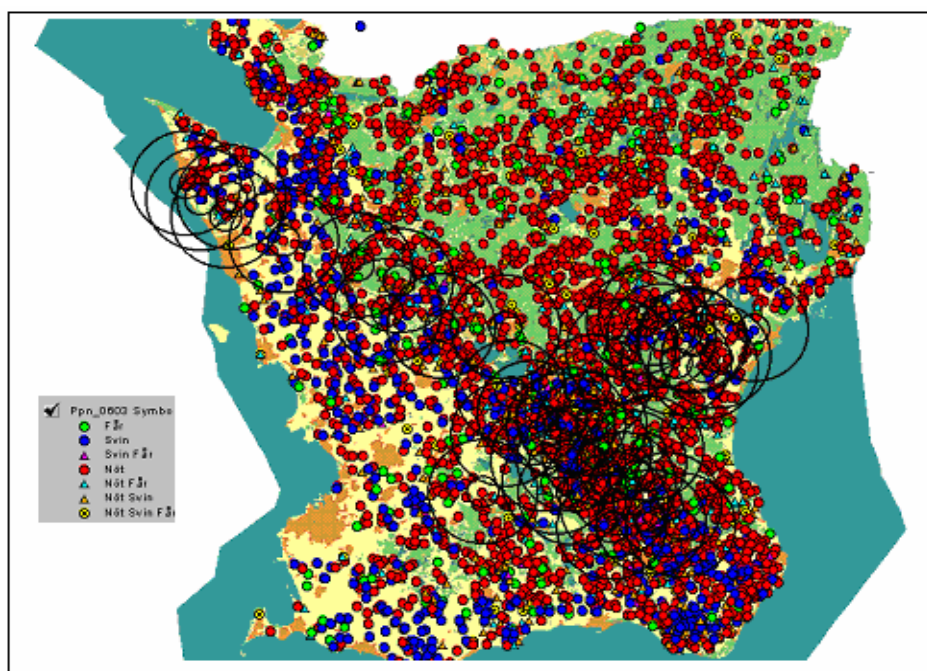 Ppn_0603 Symbo
Får
Svin
Svin Får
Nöt
Nöt Får
Nöt Svin
Nöt Svin Får